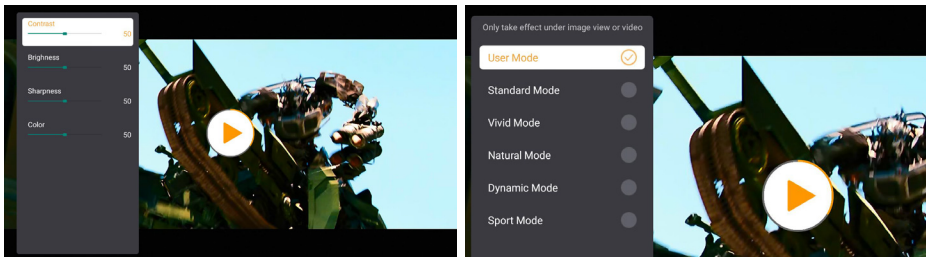 Contrast
50
Brighness
50
Sharpness
50
Color
50
Only take effect under image view or video
User Mode
Standard Mode
Vivid Mode
Natural Mode
Dynamic Mode
Sport Mode